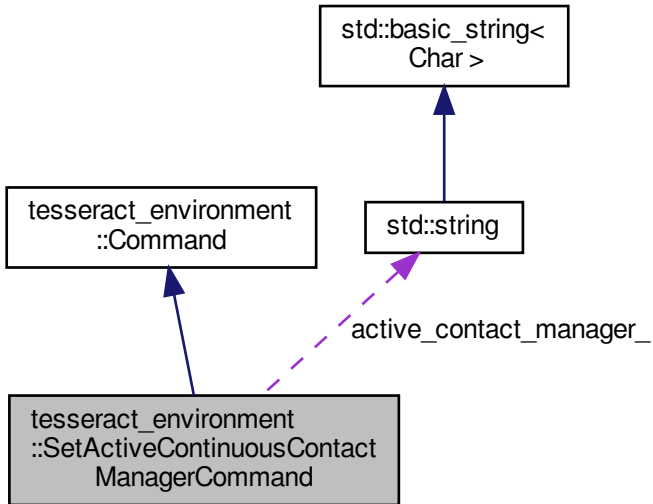 std::basic_string<
Char >
tesseract_environment
::Command
std::string
active_contact_manager_
tesseract_environment
::SetActiveContinuousContact
ManagerCommand